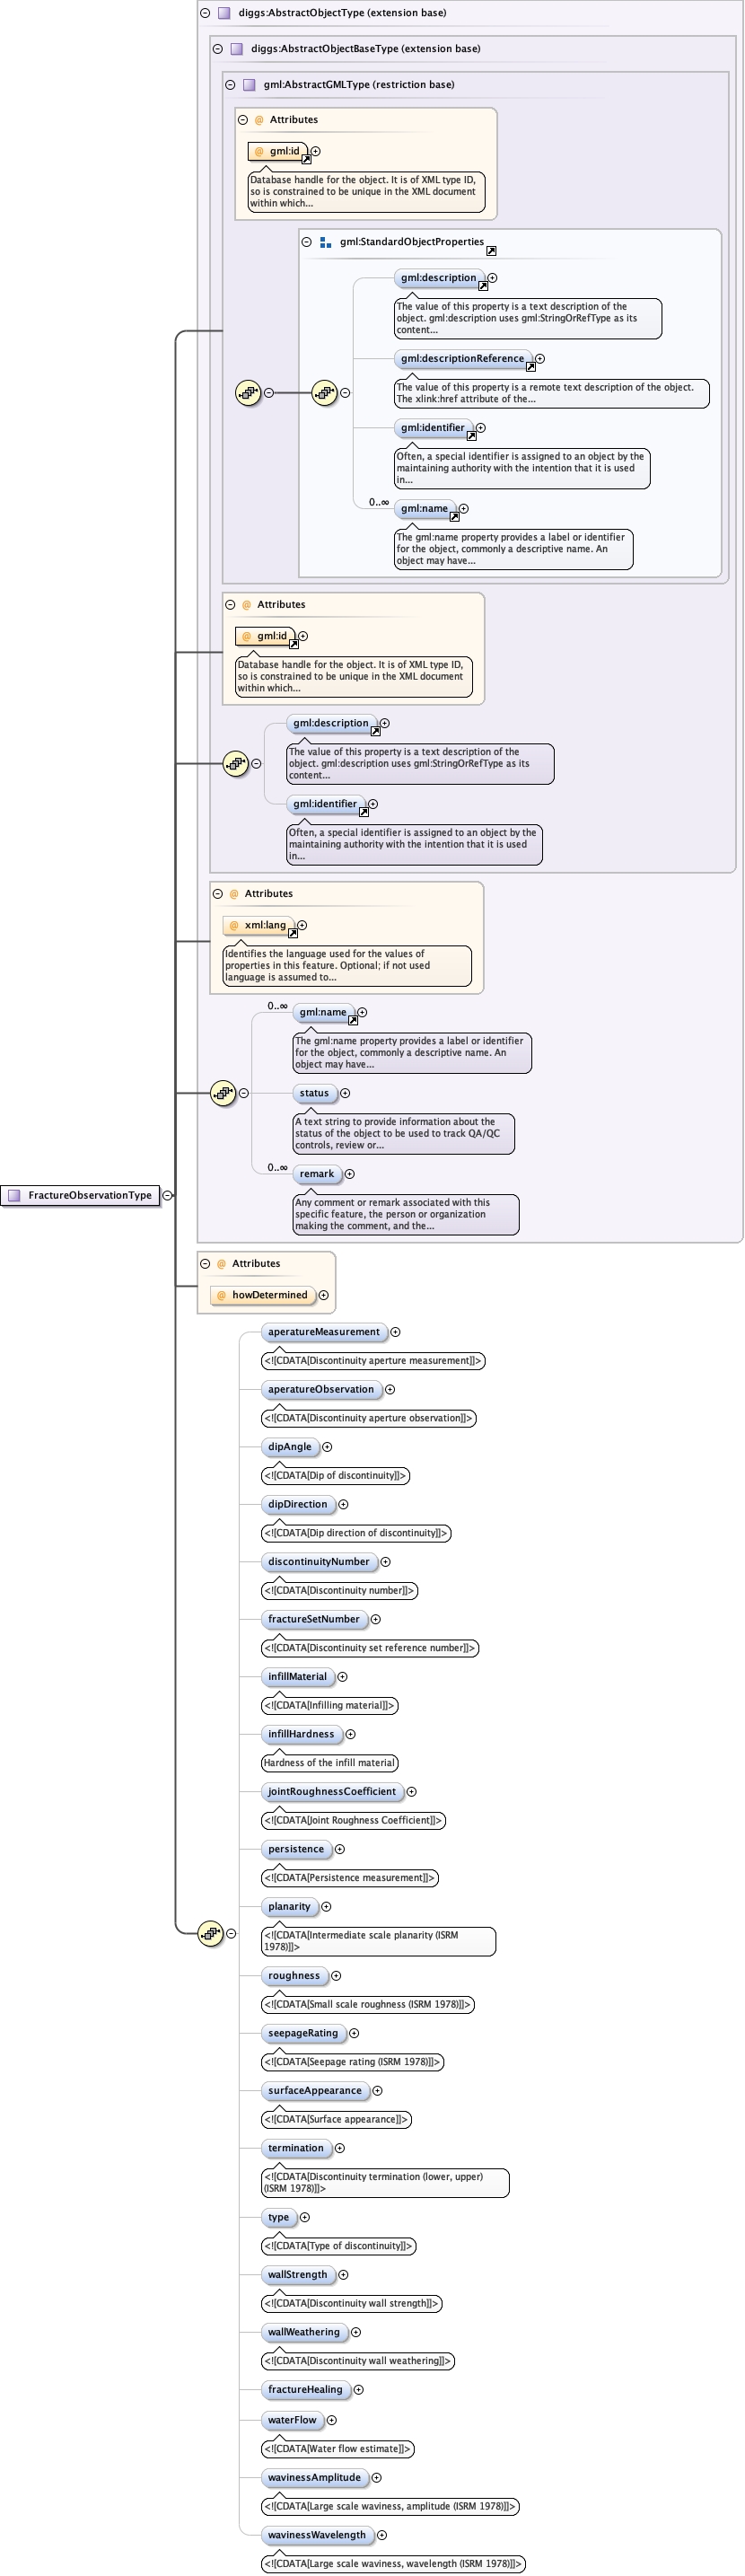 diggs:AbstractObjectType (extension base)
diggs:AbstractObjectBaseType (extension base)
gml:AbstractGMLType (restriction base)
@ Attributes
@ gml:id
Database handle for the object. It is of XML type ID,
so is constrained to be unique in the XML document
within which...
gml:StandardObjectProperties
gml:description
The value of this property is a text description of the
object. gml:description uses gml:StringOrRefType as its
content...
gml:descriptionReference
The value of this property is a remote text description of the object.
The xlink:href attribute of the...
gml:identifier
Often, a special identifier is assigned to an object by the
maintaining authority with the intention that it is used
in...
0..∞
gml:name
The gml:name property provides a label or identifier
for the object, commonly a descriptive name. An
object may have...
@ Attributes
@ gml:id
Database handle for the object. It is of XML type ID,
so is constrained to be unique in the XML document
within which...
gml:description
The value of this property is a text description of the
object. gml:description uses gml:StringOrRefType as its
content...
gml:identifier
Often, a special identifier is assigned to an object by the
maintaining authority with the intention that it is used
in...
@ Attributes
@ xml:lang
Identifies the language used for the values of
properties in this feature. Optional; if not used
language is assumed to...
0..∞
gml:name
The gml:name property provides a label or identifier
for the object, commonly a descriptive name. An
object may have...
status
A text string to provide information about the
status of the object to be used to track QA/QC
controls, review or...
0..∞
remark
Any comment or remark associated with this
specific feature, the person or organization
making the comment, and the...
FractureObservationType
@ Attributes
@ howDetermined
aperatureMeasurement
<![CDATA[Discontinuity aperture measurement]]>
aperatureObservation
<![CDATA[Discontinuity aperture observation]]>
dipAngle
<![CDATA[Dip of discontinuity]]>
dipDirection
<![CDATA[Dip direction of discontinuity]]>
discontinuityNumber
<![CDATA[Discontinuity number]]>
fractureSetNumber
<![CDATA[Discontinuity set reference number]]>
infillMaterial
<![CDATA[Infilling material]]>
infillHardness
Hardness of the infill material
jointRoughnessCoefficient
<![CDATA[Joint Roughness Coefficient]]>
persistence
<![CDATA[Persistence measurement]]>
planarity
<![CDATA[Intermediate scale planarity (ISRM
1978)]]>
roughness
<![CDATA[Small scale roughness (ISRM 1978)]]>
seepageRating
<![CDATA[Seepage rating (ISRM 1978)]]>
surfaceAppearance
<![CDATA[Surface appearance]]>
termination
<![CDATA[Discontinuity termination (lower, upper)
(ISRM 1978)]]>
type
<![CDATA[Type of discontinuity]]>
wallStrength
<![CDATA[Discontinuity wall strength]]>
wallWeathering
<![CDATA[Discontinuity wall weathering]]>
fractureHealing
waterFlow
<![CDATA[Water flow estimate]]>
wavinessAmplitude
<![CDATA[Large scale waviness, amplitude (ISRM 1978)]]>
wavinessWavelength
<![CDATA[Large scale waviness, wavelength (ISRM 1978)]]>